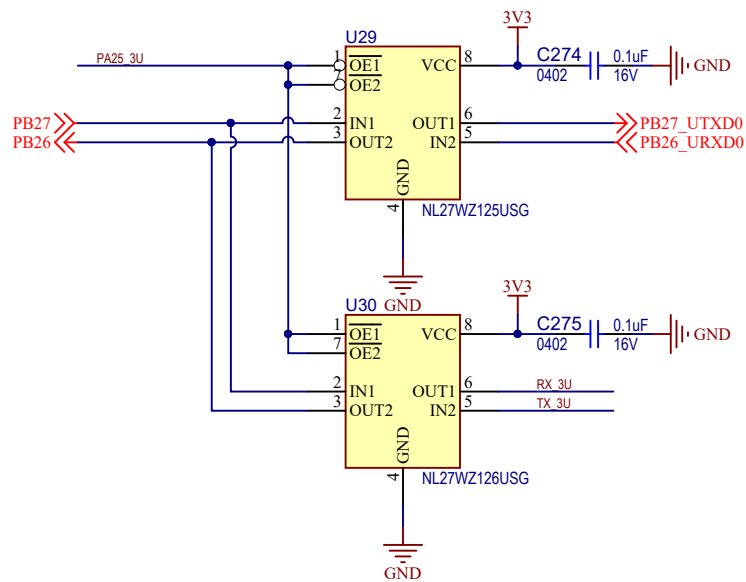 3V3
U29
PA25_3U
1
OE1
7
OE2
VCC
8
C274
0402
0.1uF
16V
GND
PB27
2
IN1
OUT1
6
PB27_UTXD0
PB26
3
OUT2
IN2
5
PB26_URXD0
GND
4
NL27WZ125USG
GND
3V3
U30
1
OE1
7
OE2
VCC
8
C275
0402
0.1uF
16V
GND
2
IN1
OUT1
6
RX_3U
3
OUT2
IN2
5
TX_3U
GND
4
NL27WZ126USG
GND